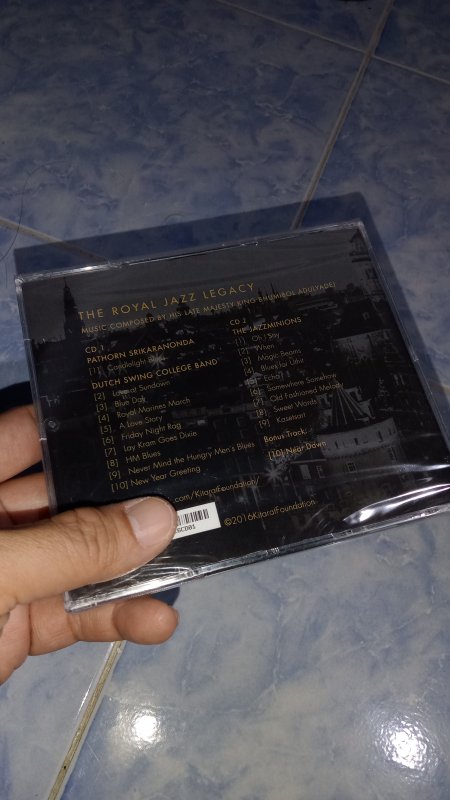 THE ROYAL JAZZ LEGACY
MUSIC COMPOSED BY HIS LATE MAJESTY KING BHUMIBOL ADULYADEJ
CD 1
PATHORN SRIKARANONDA
[1] Candlelight
DUTCH SWING COLLEGE BAND
[2] Love at Sundown
[3] Blue Day
[4] Royal Marines March
[5] A Love Story
[6] Friday Night Rag
[7] Lay Kram Goes Dixie
[8] HM Blues
[9] Never Mind the Hungry Men's Blues
[10] New Year Greeting
CD 2
THE JAZZMINIONS
[1] Oh I Say
[2] When
[3] Magic Beams
[4] Blues for Uthit
[5] Echo
[6] Somewhere Somehow
[7] Old Fashioned Melody
[8] Sweet Words
[9] Kasetsart
Bonus Track
[10] Near Dawn
.com/KitaraFoundation/
©2016KitaraFoundation